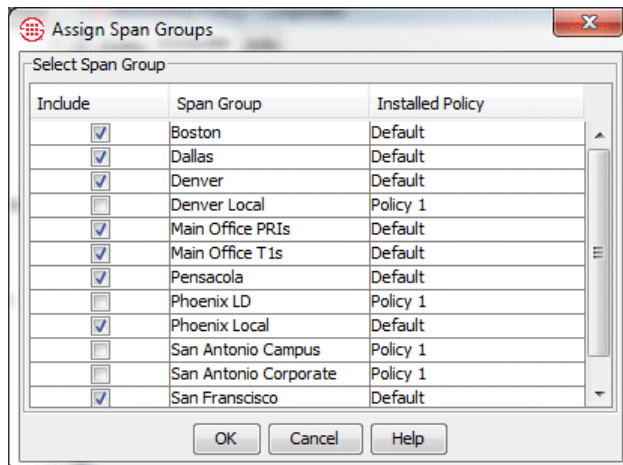 Assign Span Groups
Select Span Group
Include Span Group Installed Policy
Boston Default
Dallas Default
Denver Default
Denver Local Policy 1
Main Office PRIs Default
Main Office T1s Default
Pensacola Default
Phoenix LD Policy 1
Phoenix Local Default
San Antonio Campus Policy 1
San Antonio Corporate Policy 1
San Franscisco Default
OK Cancel Help